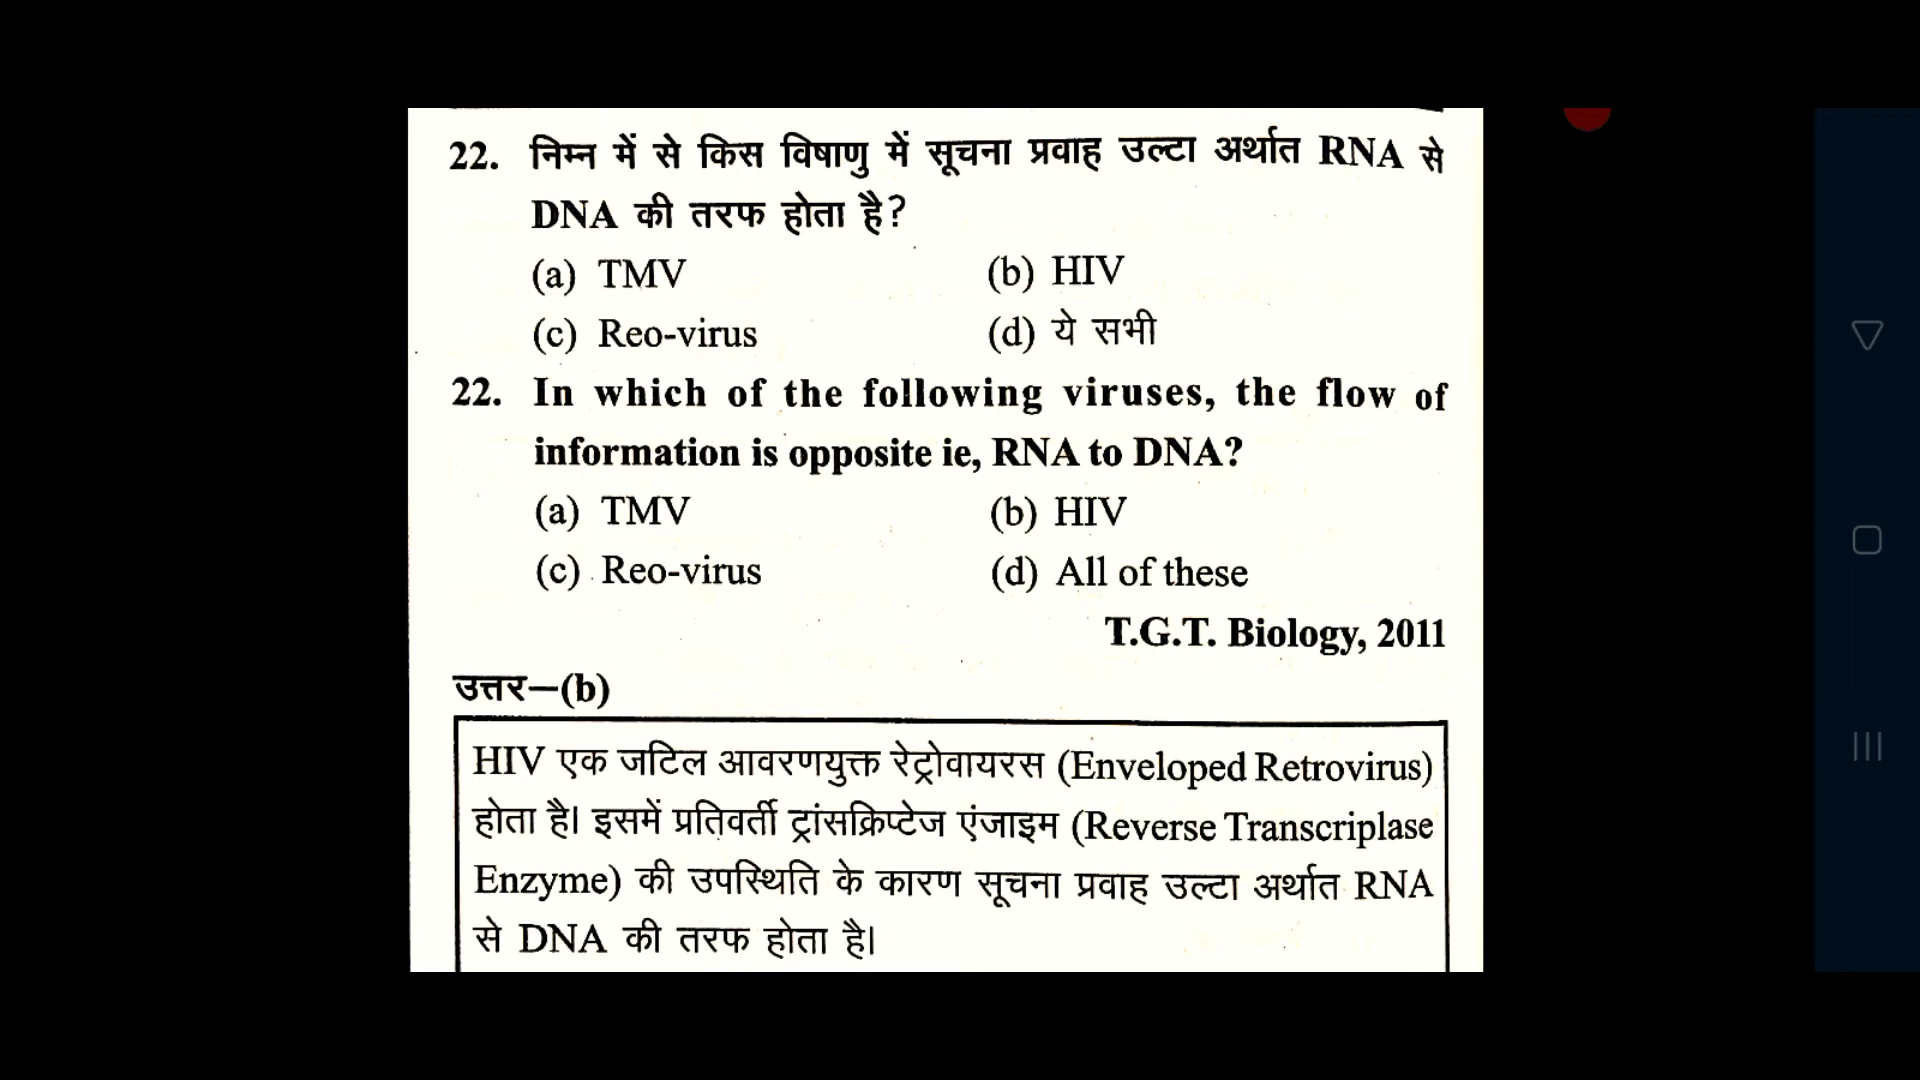 22. निम्न में से किस विषाणु में सूचना प्रवाह उल्टा अर्थात RNA से
DNA की तरफ होता है?
(a) TMV (b) HIV
(c) Reo-virus (d) ये सभी
22. In which of the following viruses, the flow of
information is opposite ie, RNA to DNA?
(a) TMV (b) HIV
(c) Reo-virus (d) All of these
T.G.T. Biology, 2011
उत्तर—(b)
HIV एक जटिल आवरणयुक्त रेट्रोवायरस (Enveloped Retrovirus)
होता है। इसमें प्रतिवर्ती ट्रांसक्रिप्टेज एंजाइम (Reverse Transcriplase
Enzyme) की उपस्थिति के कारण सूचना प्रवाह उल्टा अर्थात RNA
से DNA की तरफ होता है।